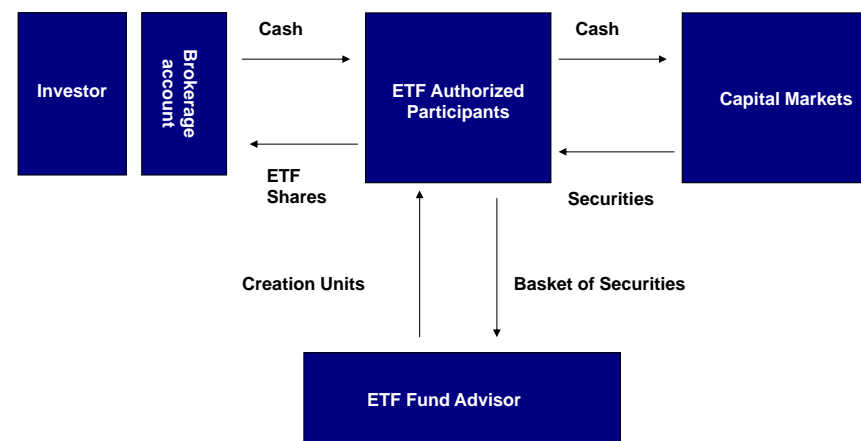 Cash
Cash
Investor
Brokerage
account
ETF Authorized
Participants
Capital Markets
ETF
Shares
Securities
Creation Units
Basket of Securities
ETF Fund Advisor